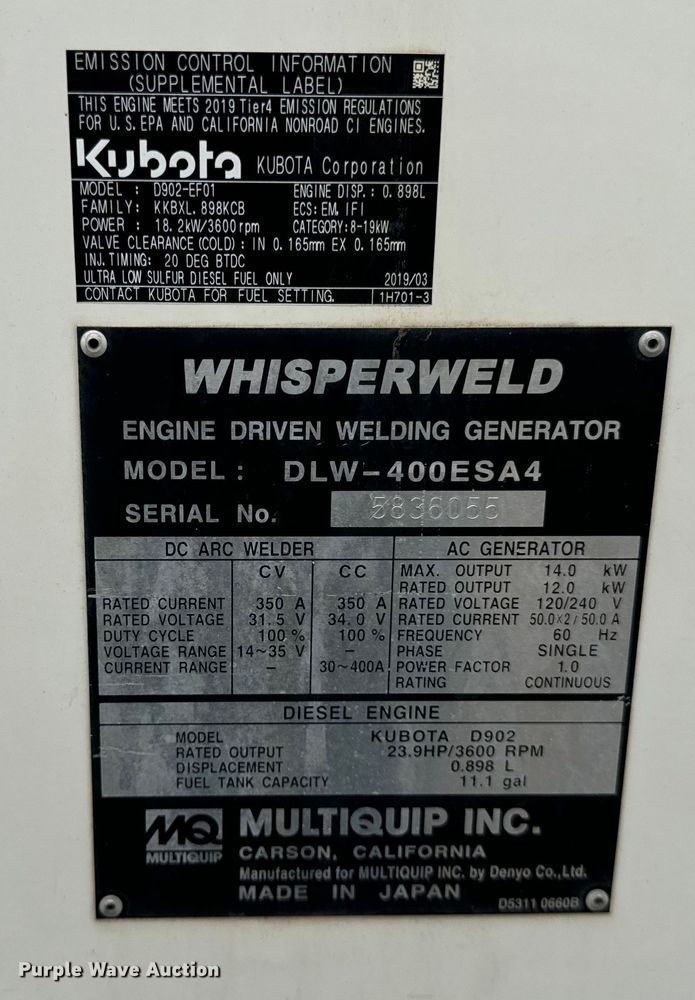 EMISSION CONTROL INFORMATION
(SUPPLEMENTAL LABEL)
THIS ENGINE MEETS 2019 Tier4 EMISSION REGULATIONS
FOR U.S. EPA AND CALIFORNIA NONROAD CI ENGINES.
Kubota KUBOTA Corporation
MODEL : D902-EF01 ENGINE DISP.: 0.898L
FAMILY: KKBXL.898KCB ECS: EM, IFI
POWER : 18.2kW/3600rpm CATEGORY: 8-19kW
VALVE CLEARANCE (COLD) : IN 0.165mm EX 0.165mm
INJ. TIMING: 20 DEG BTDC
ULTRA LOW SULFUR DIESEL FUEL ONLY 2019/03
CONTACT KUBOTA FOR FUEL SETTING. 1H701-3
WHISPERWELD
ENGINE DRIVEN WELDING GENERATOR
MODEL : DLW-400ESA4
SERIAL No. 5836055
DC ARC WELDER AC GENERATOR
CV CC MAX. OUTPUT 14.0 kW
RATED OUTPUT 12.0 kW
RATED CURRENT 350 A 350 A RATED VOLTAGE 120/240 V
RATED VOLTAGE 31.5 V 34.0 V RATED CURRENT 50.0×2/50.0 A
DUTY CYCLE 100 % 100 % FREQUENCY 60 Hz
VOLTAGE RANGE 14~35 V – PHASE SINGLE
CURRENT RANGE – 30~400A POWER FACTOR 1.0
RATING CONTINUOUS
DIESEL ENGINE
MODEL KUBOTA D902
RATED OUTPUT 23.9HP/3600 RPM
DISPLACEMENT 0.898 L
FUEL TANK CAPACITY 11.1 gal
MQ MULTIQUIP INC.
MULTIQUIP CARSON, CALIFORNIA
Manufactured for MULTIQUIP INC. by Denyo Co.,Ltd.
MADE IN JAPAN D5311 0660B
Purple Wave Auction